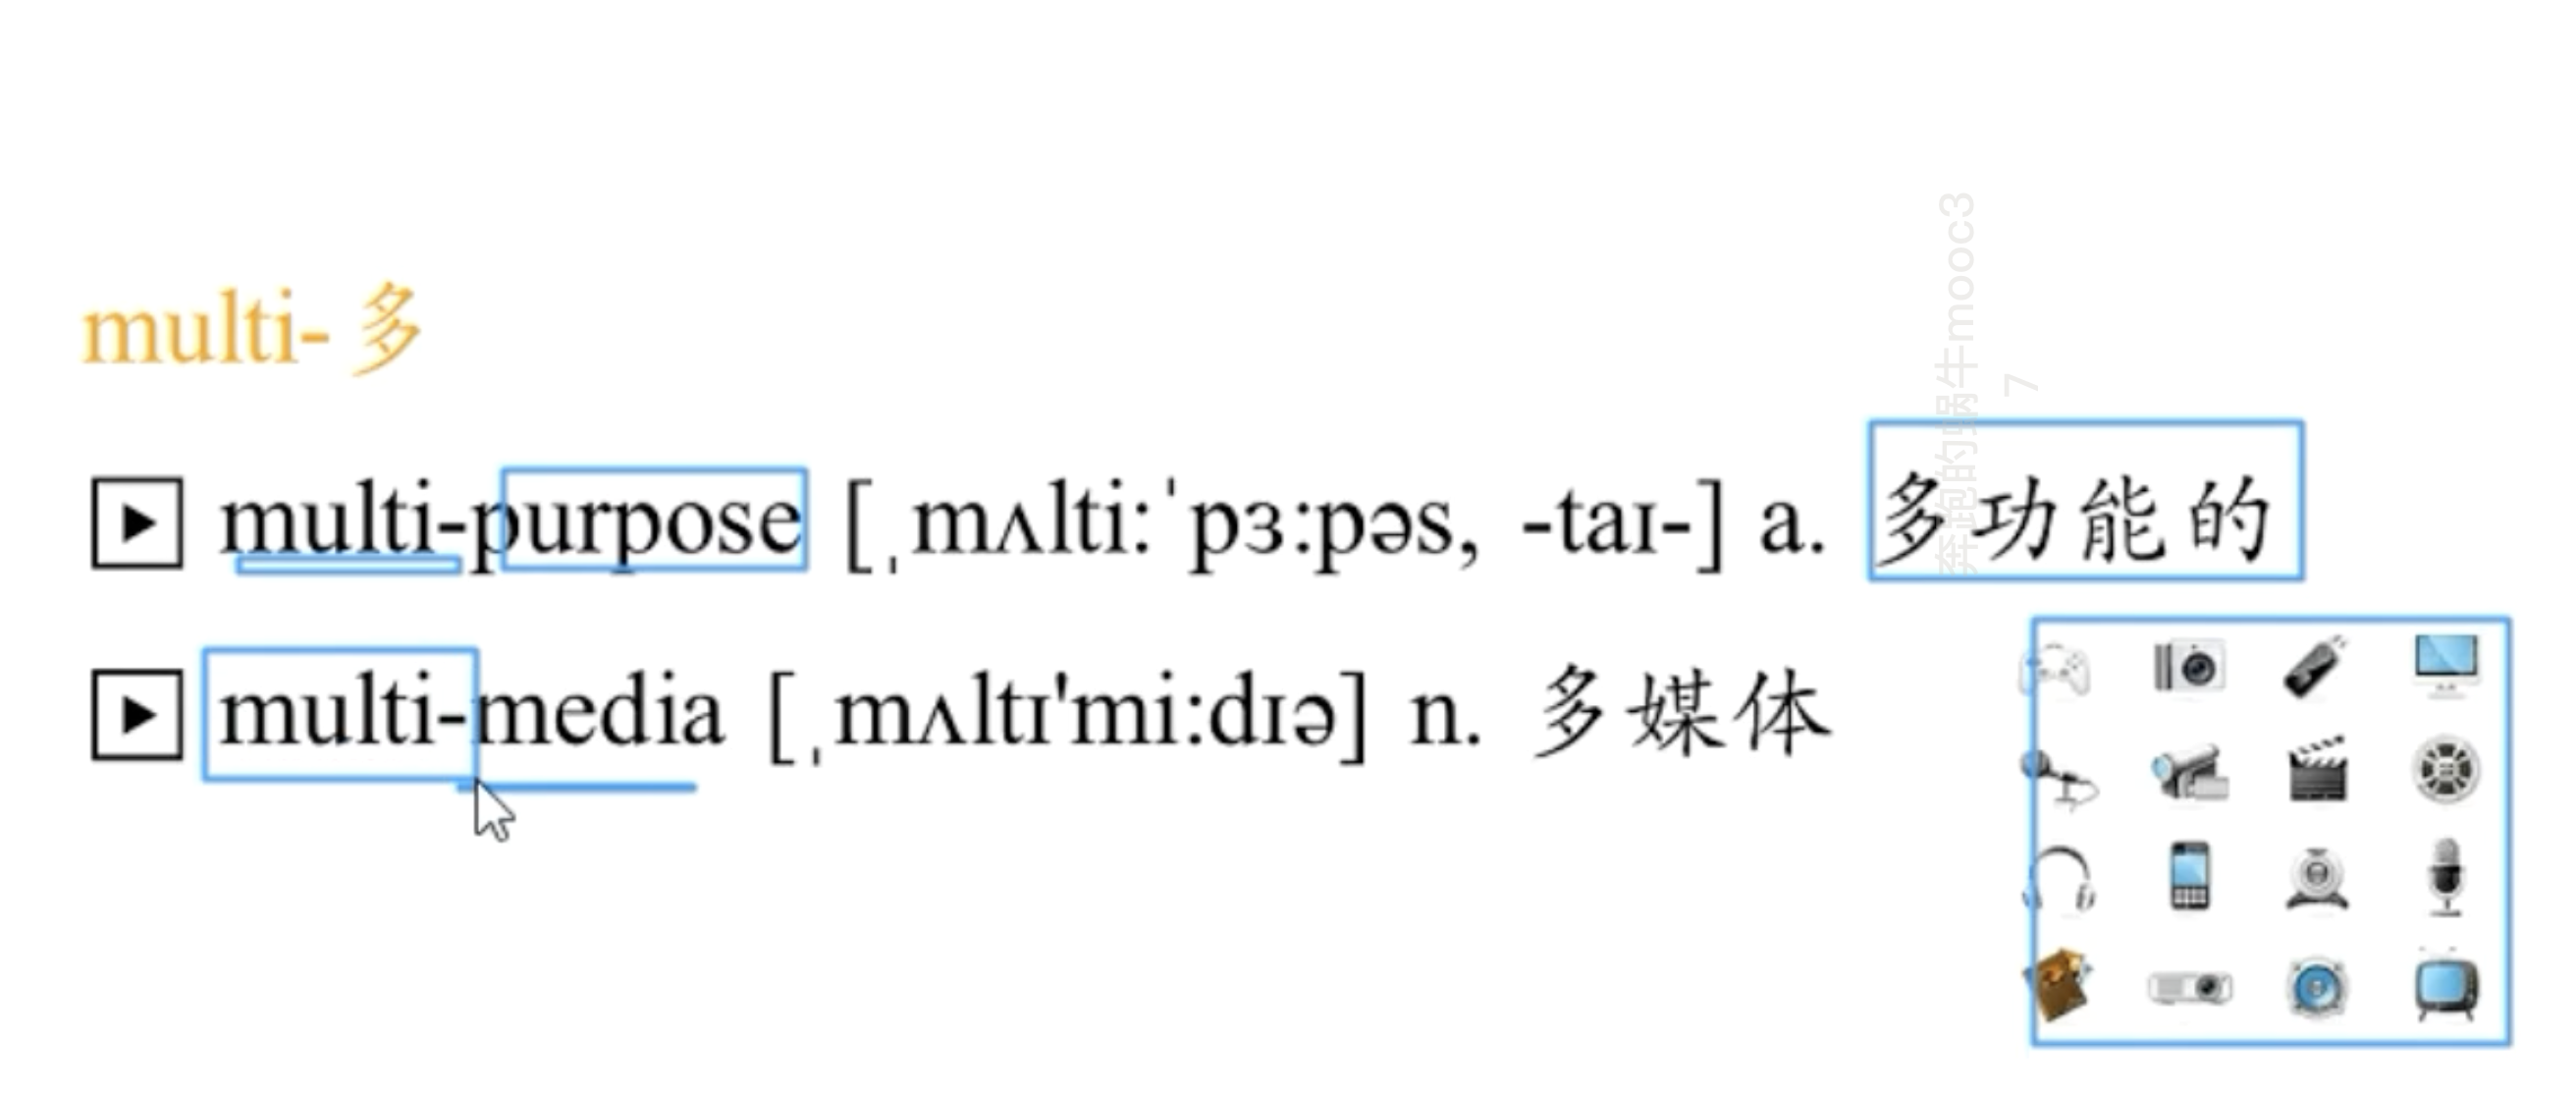 multi- 多
multi-purpose [ˌmʌlti:ˈpɜ:pəs, -taɪ-] a. 多功能的
multi-media [ˌmʌltɪ'mi:dɪə] n. 多媒体
奔跑的蜗牛mooc3
7